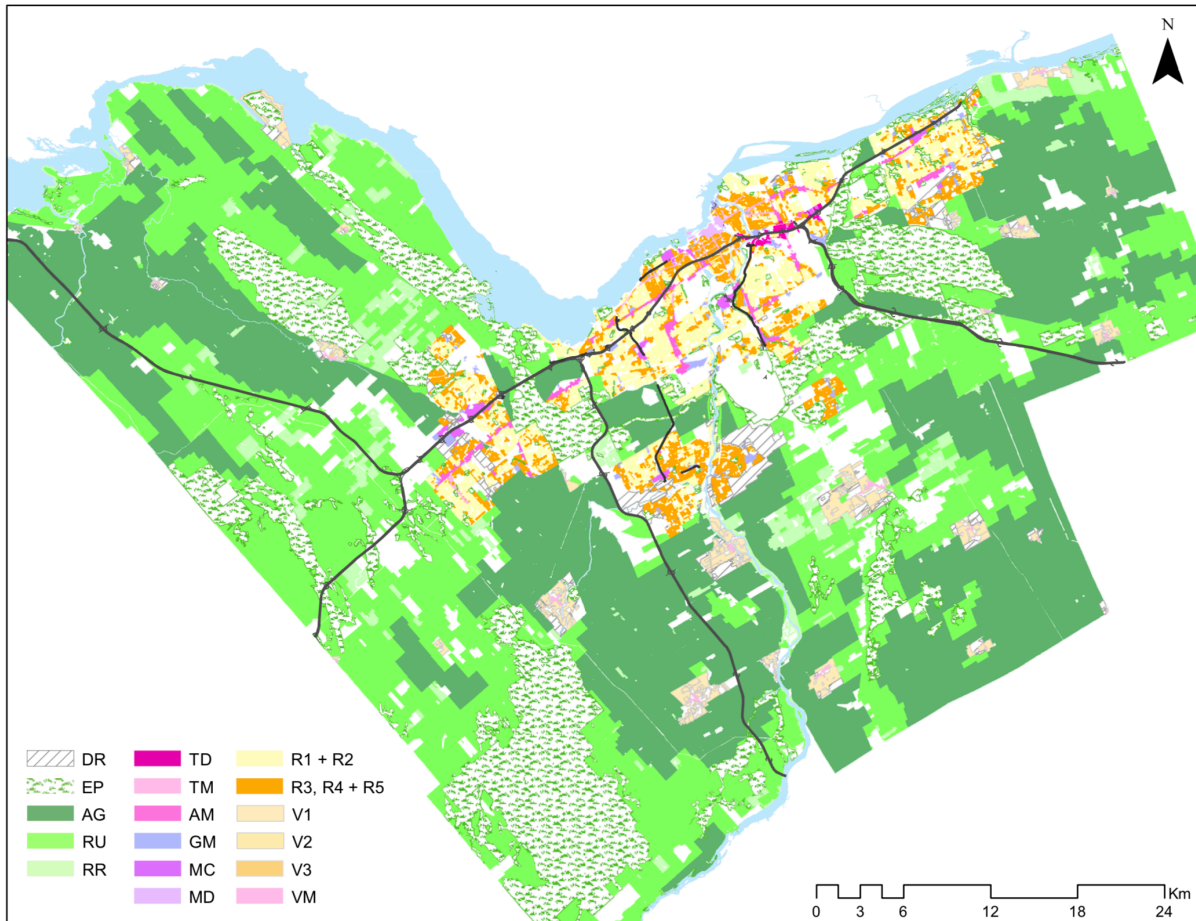 N
DR TD R1 + R2
EP TM R3, R4 + R5
AG AM V1
RU GM V2
RR MC V3
MD VM
Km
0 3 6 12 18 24